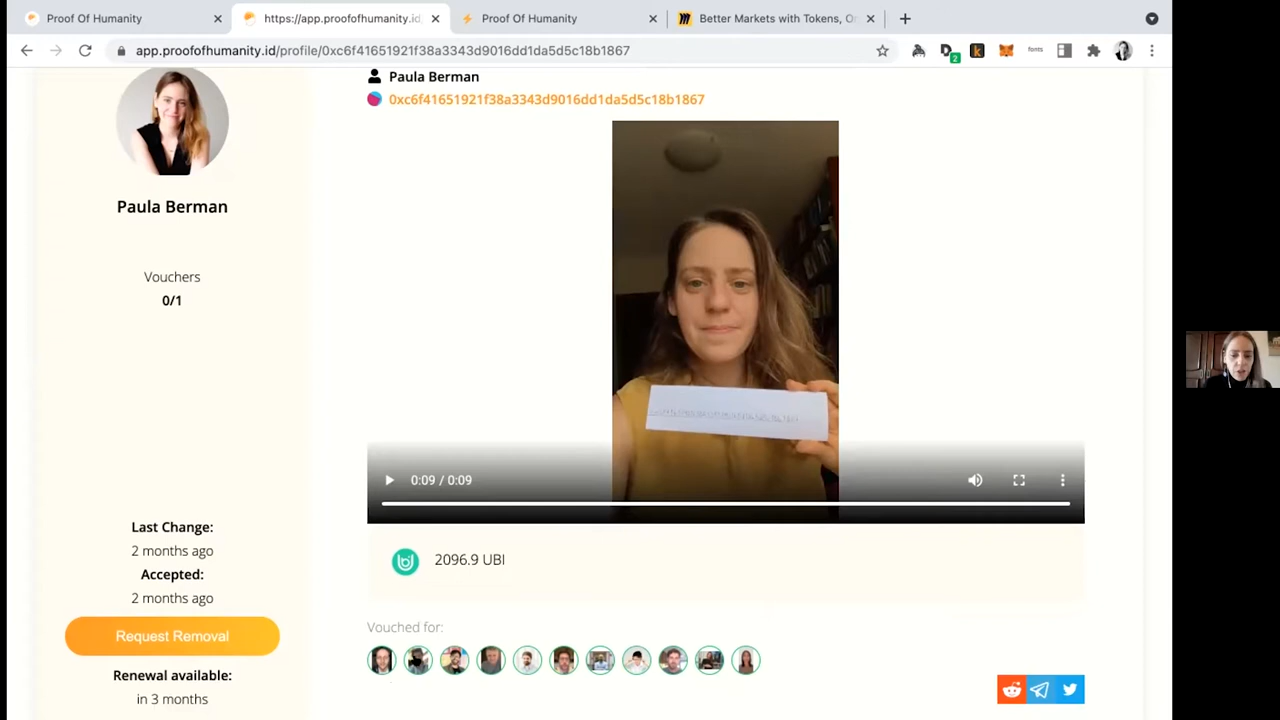 Proof Of Humanity
https://app.proofofhumanity.id
Proof Of Humanity
Better Markets with Tokens, O
app.proofofhumanity.id/profile/0xc6f41651921f38a3343d9016dd1da5d5c18b1867
2
k
fonts
Paula Berman
0xc6f41651921f38a3343d9016dd1da5d5c18b1867
Paula Berman
Vouchers
0/1
0:09 / 0:09
Last Change:
2 months ago
Accepted:
2 months ago
Request Removal
Renewal available:
in 3 months
2096.9 UBI
Vouched for: